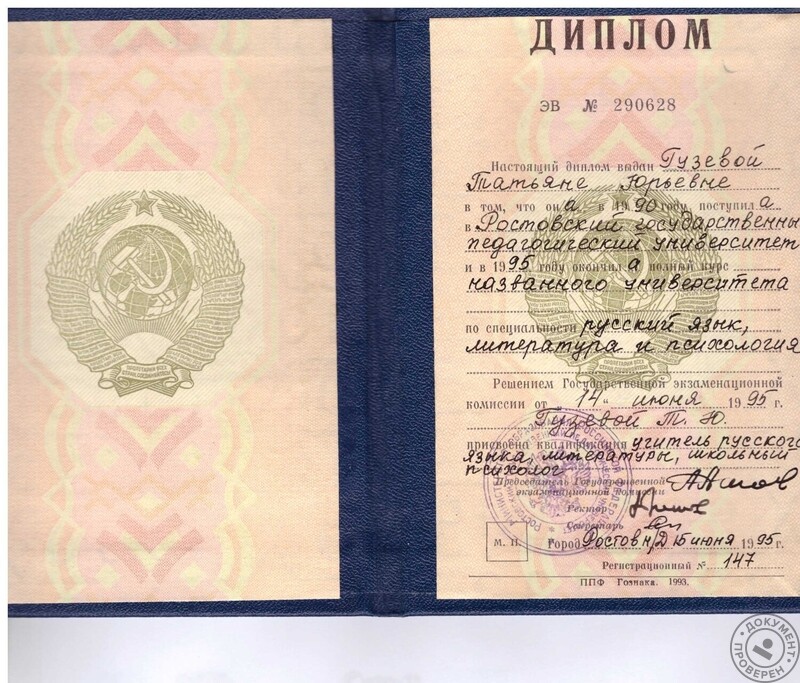 ДИПЛОМ
ЭВ № 290628
Настоящий диплом выдан Гузевой
Татьяне Юрьевне
в том, что она в 1990 году поступила
в Ростовский государственны
педагогический университет
и в 1995 году окончила полный курс
названного университета
по специальности русский язык,
литература и психология
Решением Государственной экзаменационной
комиссии от „14“ июня 1995 г.
Гузевой Т. Ю.
присвоена квалификация учитель русского
языка, литературы, школьный
психолог
Председатель Государственной
экзаменационной комиссии
Ректор
Секретарь
М. П. Город Ростов н/Д 15 июня 1995 г.
Регистрационный № 147
ППФ Гознака. 1993.
ДОКУМЕНТ
ПРОВЕРЕН